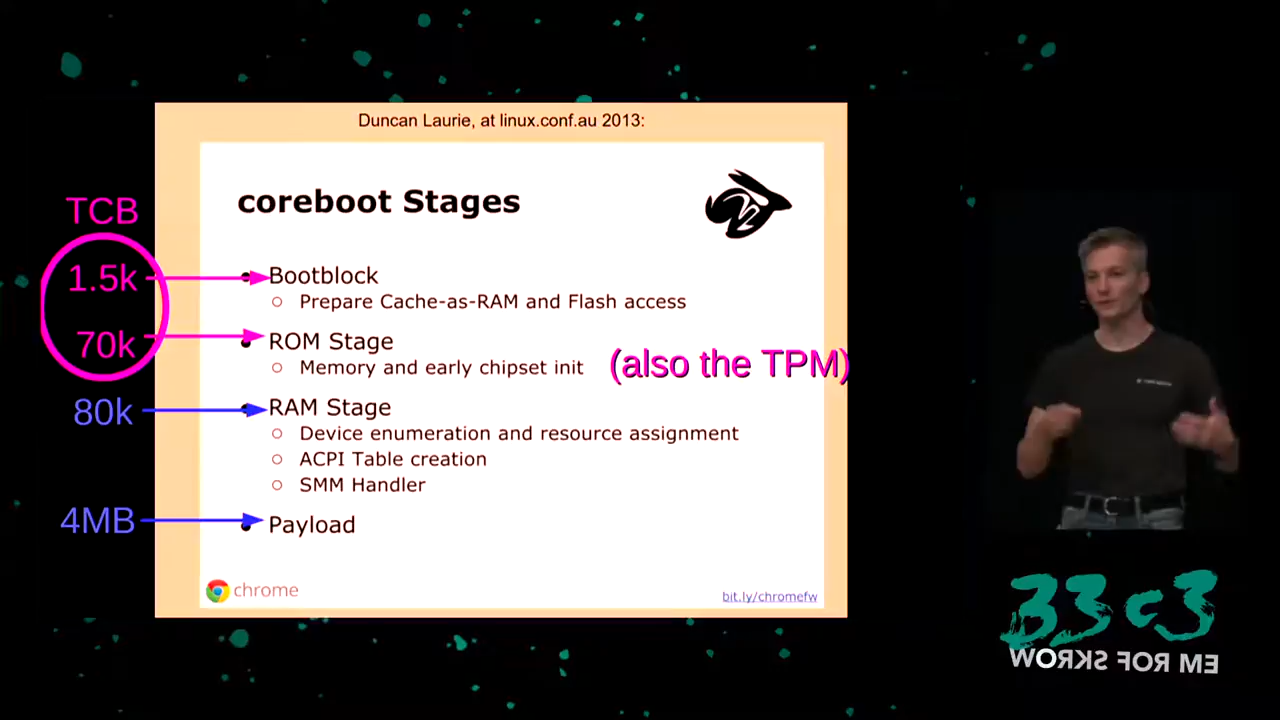 Duncan Laurie, at linux.conf.au 2013:
coreboot Stages
TCB
1.5k
Bootblock
Prepare Cache-as-RAM and Flash access
70k
ROM Stage
Memory and early chipset init
(also the TPM)
80k
RAM Stage
Device enumeration and resource assignment
ACPI Table creation
SMM Handler
4MB
Payload
chrome
bit.ly/chromefw
33c3
WORKS FOR ME